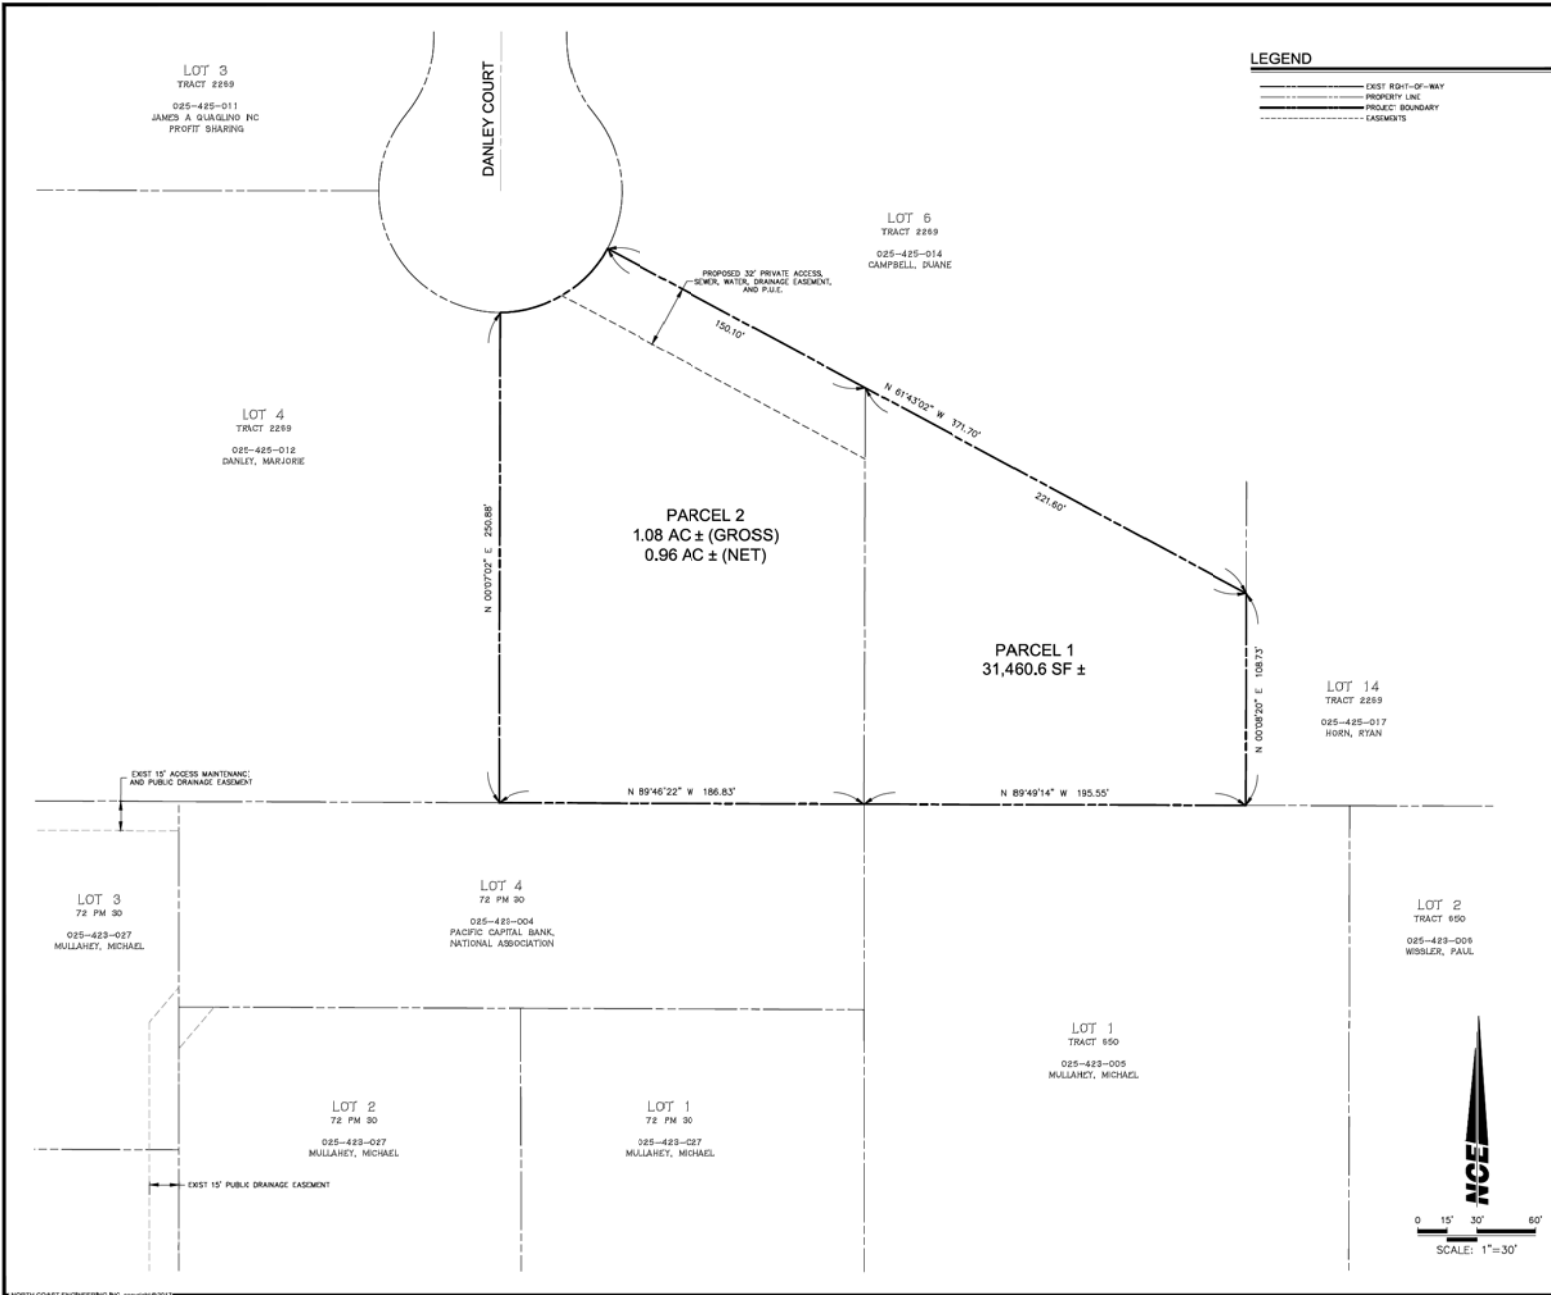 LOT 3
TRACT 2269
025-425-011
JAMES A QUAGLINO INC
PROFIT SHARING
DANLEY COURT
LEGEND
EXIST RIGHT-OF-WAY
PROPERTY LINE
PROJECT BOUNDARY
EASEMENTS
LOT 6
TRACT 2269
025-425-014
CAMPBELL, DUANE
PROPOSED 32' PRIVATE ACCESS,
SEWER, WATER, DRAINAGE EASEMENT,
AND P.U.E.
150.10'
N 61°43'02" W 371.70'
221.60'
LOT 4
TRACT 2269
025-425-012
DANLEY, MARJORIE
N 00°07'02" E 250.88'
PARCEL 2
1.08 AC ± (GROSS)
0.96 AC ± (NET)
PARCEL 1
31,460.6 SF ±
N 00°08'20" E 108.73'
LOT 14
TRACT 2269
025-425-017
HORN, RYAN
EXIST 15' ACCESS MAINTENANC
AND PUBLIC DRAINAGE EASEMENT
N 89°46'22" W 186.83'
N 89°49'14" W 195.55'
LOT 3
72 PM 30
025-423-027
MULLAHEY, MICHAEL
LOT 4
72 PM 30
025-423-004
PACIFIC CAPITAL BANK,
NATIONAL ASSOCIATION
LOT 2
TRACT 650
025-423-006
WISSLER, PAUL
LOT 1
TRACT 650
025-423-005
MULLAHEY, MICHAEL
LOT 2
72 PM 30
025-423-027
MULLAHEY, MICHAEL
LOT 1
72 PM 30
025-423-027
MULLAHEY, MICHAEL
EXIST 15' PUBLIC DRAINAGE EASEMENT
NCE
0 15' 30' 60'
SCALE: 1"=30'
NORTH COAST ENGINEERING INC.